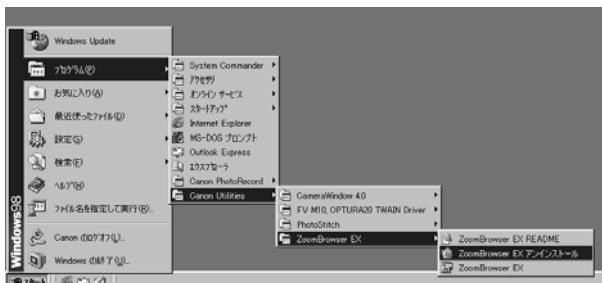 Windows Update
プログラム(P)
お気に入り(A)
最近使ったファイル(D)
設定(S)
検索(F)
ヘルプ(H)
ファイル名を指定して実行(R)...
Canon のログオフ(L)...
Windows の終了(U)...
Windows98
スタート
System Commander
アクセサリ
オンライン サービス
スタートアップ
Internet Explorer
MS-DOS プロンプト
Outlook Express
エクスプローラ
Canon PhotoRecord
Canon Utilities
CameraWindow 4.0
FV M10, OPTURA20 TWAIN Driver
PhotoStitch
ZoomBrowser EX
ZoomBrowser EX README
ZoomBrowser EX アンインストール
ZoomBrowser EX